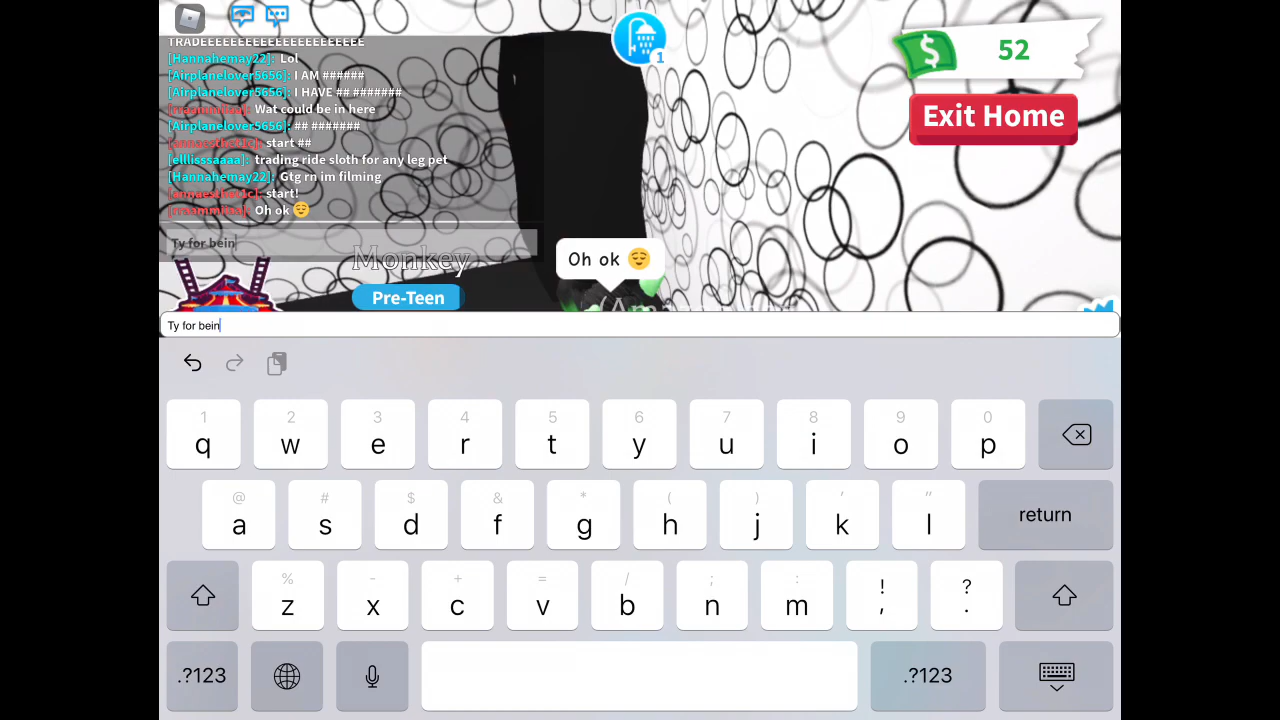 TRADEEEEEEEEEEEEEEEEEEEEEE
[Hannahemay22]: Lol
[Airplanelover5656]: I AM ######
[Airplanelover5656]: I HAVE ## #######
Wat could be in here
[Airplanelover5656]: ## #######
start ##
[elllisssaaaa]: trading ride sloth for any leg pet
[Hannahemay22]: Gtg rn im filming
start!
Oh ok 😌
Ty for bein
1
52
Exit Home
Monkey
Pre-Teen
Oh ok 😌
Ty for bein
1 2 3 4 5 6 7 8 9 0
q w e r t y u i o p
@ # $ & * ( ) ' "
a s d f g h j k l return
% - + = / ; : ! ?
z x c v b n m , .
.?123 .?123